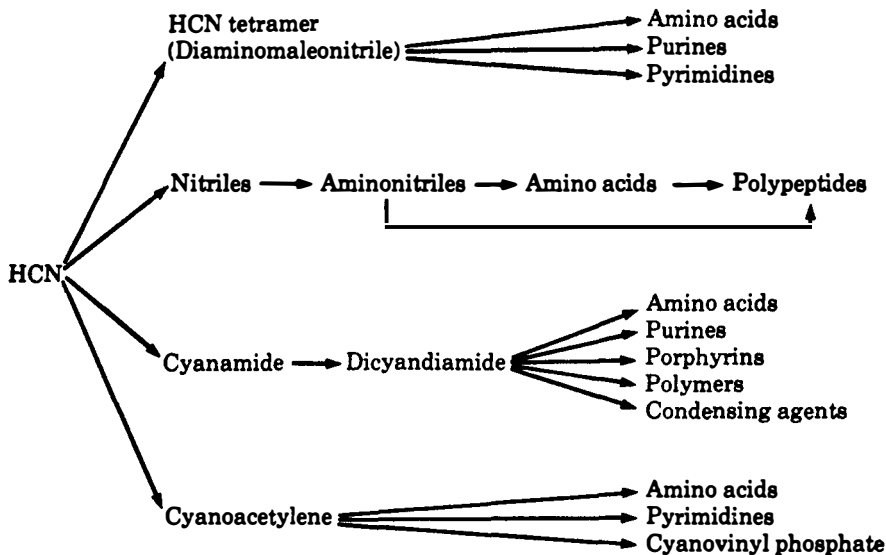 HCN tetramer
(Diaminomaleonitrile)
Amino acids
Purines
Pyrimidines
Nitriles
Aminonitriles
Amino acids
Polypeptides
HCN
Cyanamide
Dicyandiamide
Amino acids
Purines
Porphyrins
Polymers
Condensing agents
Cyanoacetylene
Amino acids
Pyrimidines
Cyanovinyl phosphate